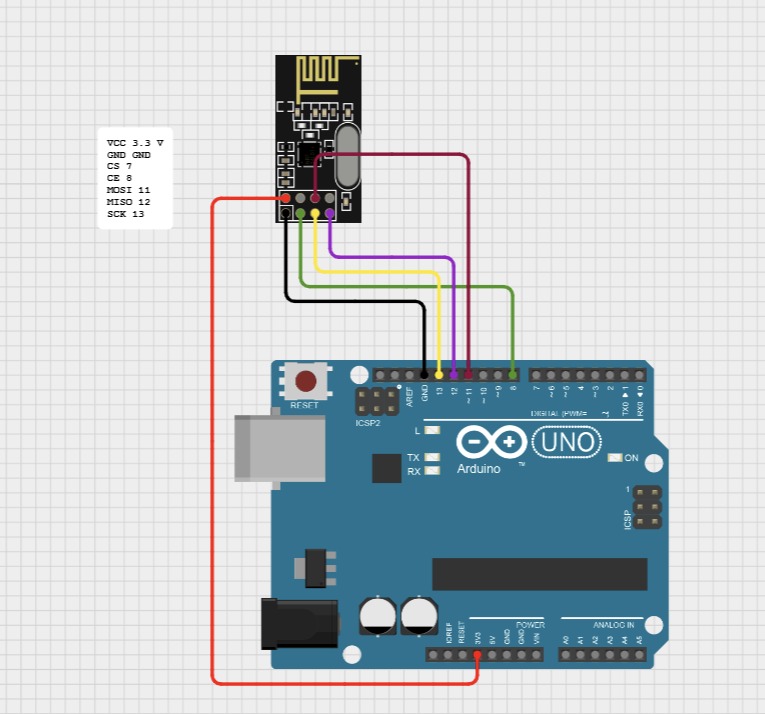 VCC 3.3 V
GND GND
CS 7
CE 8
MOSI 11
MISO 12
SCK 13
RESET
ICSP2
AREF
GND
13
12
~11
~10
~9
8
7
~6
~5
4
~3
2
TX0 ▶ 1
RX0 ◀ 0
DIGITAL (PWM=
L
TX
RX
Arduino
TM
UNO
ON
1
ICSP
POWER
ANALOG IN
IOREF
RESET
3V3
5V
GND
GND
VIN
A0
A1
A2
A3
A4
A5